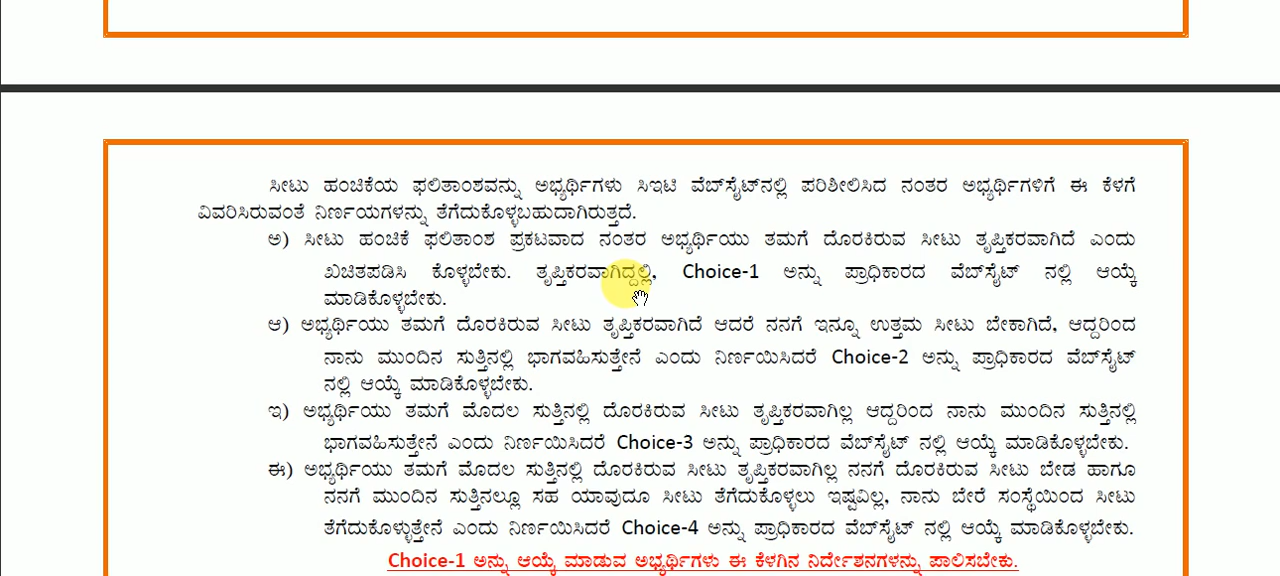 ಸೀಟು ಹಂಚಿಕೆಯ ಫಲಿತಾಂಶವನ್ನು ಅಭ್ಯರ್ಥಿಗಳು ಸಿಇಟಿ ವೆಬ್‌ಸೈಟ್‌ನಲ್ಲಿ ಪರಿಶೀಲಿಸಿದ ನಂತರ ಅಭ್ಯರ್ಥಿಗಳಿಗೆ ಈ ಕೆಳಗೆ
ವಿವರಿಸಿರುವಂತೆ ನಿರ್ಣಯಗಳನ್ನು ತೆಗೆದುಕೊಳ್ಳಬಹುದಾಗಿರುತ್ತದೆ.
ಅ) ಸೀಟು ಹಂಚಿಕೆ ಫಲಿತಾಂಶ ಪ್ರಕಟವಾದ ನಂತರ ಅಭ್ಯರ್ಥಿಯು ತಮಗೆ ದೊರಕಿರುವ ಸೀಟು ತೃಪ್ತಿಕರವಾಗಿದೆ ಎಂದು
ಖಚಿತಪಡಿಸಿ ಕೊಳ್ಳಬೇಕು. ತೃಪ್ತಿಕರವಾಗಿದ್ದಲ್ಲಿ, Choice-1 ಅನ್ನು ಪ್ರಾಧಿಕಾರದ ವೆಬ್‌ಸೈಟ್ ನಲ್ಲಿ ಆಯ್ಕೆ
ಮಾಡಿಕೊಳ್ಳಬೇಕು.
ಆ) ಅಭ್ಯರ್ಥಿಯು ತಮಗೆ ದೊರಕಿರುವ ಸೀಟು ತೃಪ್ತಿಕರವಾಗಿದೆ ಆದರೆ ನನಗೆ ಇನ್ನೂ ಉತ್ತಮ ಸೀಟು ಬೇಕಾಗಿದೆ, ಆದ್ದರಿಂದ
ನಾನು ಮುಂದಿನ ಸುತ್ತಿನಲ್ಲಿ ಭಾಗವಹಿಸುತ್ತೇನೆ ಎಂದು ನಿರ್ಣಯಿಸಿದರೆ Choice-2 ಅನ್ನು ಪ್ರಾಧಿಕಾರದ ವೆಬ್‌ಸೈಟ್
ನಲ್ಲಿ ಆಯ್ಕೆ ಮಾಡಿಕೊಳ್ಳಬೇಕು.
ಇ) ಅಭ್ಯರ್ಥಿಯು ತಮಗೆ ಮೊದಲ ಸುತ್ತಿನಲ್ಲಿ ದೊರಕಿರುವ ಸೀಟು ತೃಪ್ತಿಕರವಾಗಿಲ್ಲ ಆದ್ದರಿಂದ ನಾನು ಮುಂದಿನ ಸುತ್ತಿನಲ್ಲಿ
ಭಾಗವಹಿಸುತ್ತೇನೆ ಎಂದು ನಿರ್ಣಯಿಸಿದರೆ Choice-3 ಅನ್ನು ಪ್ರಾಧಿಕಾರದ ವೆಬ್‌ಸೈಟ್ ನಲ್ಲಿ ಆಯ್ಕೆ ಮಾಡಿಕೊಳ್ಳಬೇಕು.
ಈ) ಅಭ್ಯರ್ಥಿಯು ತಮಗೆ ಮೊದಲ ಸುತ್ತಿನಲ್ಲಿ ದೊರಕಿರುವ ಸೀಟು ತೃಪ್ತಿಕರವಾಗಿಲ್ಲ ನನಗೆ ದೊರಕಿರುವ ಸೀಟು ಬೇಡ ಹಾಗೂ
ನನಗೆ ಮುಂದಿನ ಸುತ್ತಿನಲ್ಲೂ ಸಹ ಯಾವುದೂ ಸೀಟು ತೆಗೆದುಕೊಳ್ಳಲು ಇಷ್ಟವಿಲ್ಲ, ನಾನು ಬೇರೆ ಸಂಸ್ಥೆಯಿಂದ ಸೀಟು
ತೆಗೆದುಕೊಳ್ಳುತ್ತೇನೆ ಎಂದು ನಿರ್ಣಯಿಸಿದರೆ Choice-4 ಅನ್ನು ಪ್ರಾಧಿಕಾರದ ವೆಬ್‌ಸೈಟ್ ನಲ್ಲಿ ಆಯ್ಕೆ ಮಾಡಿಕೊಳ್ಳಬೇಕು.
Choice-1 ಅನ್ನು ಆಯ್ಕೆ ಮಾಡುವ ಅಭ್ಯರ್ಥಿಗಳು ಈ ಕೆಳಗಿನ ನಿರ್ದೇಶನಗಳನ್ನು ಪಾಲಿಸಬೇಕು.